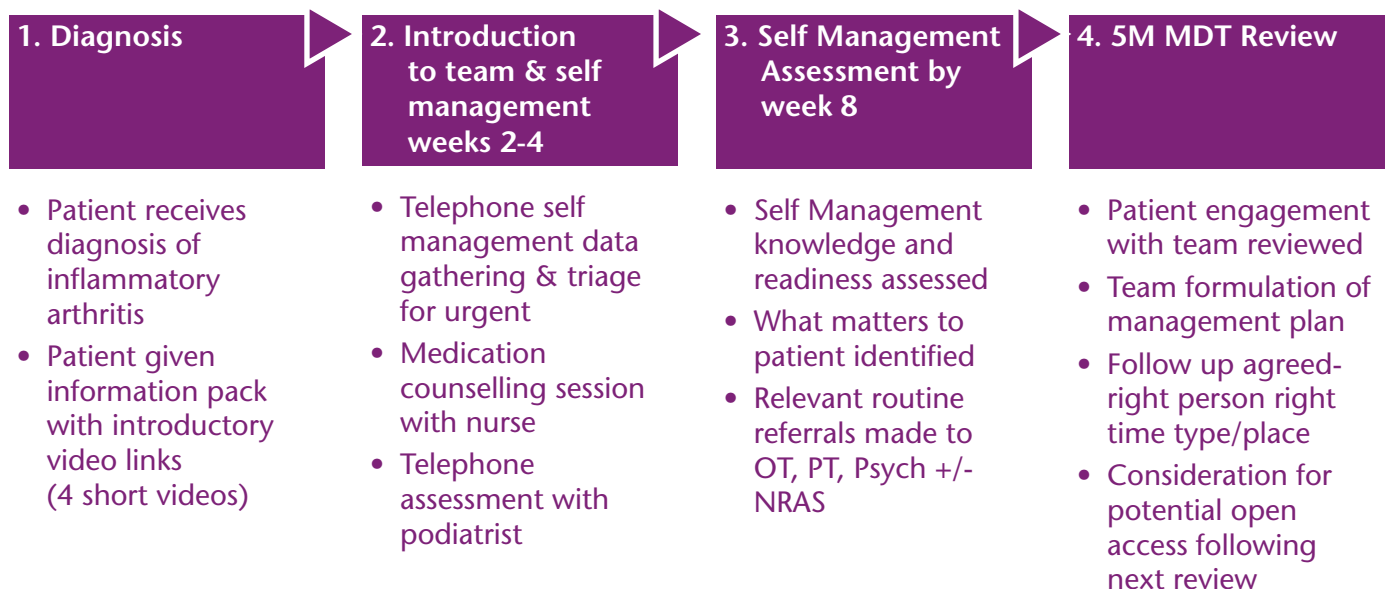 1. Diagnosis
2. Introduction
to team & self
management
weeks 2-4
3. Self Management
Assessment by
week 8
4. 5M MDT Review
• Patient receives
diagnosis of
inflammatory
arthritis
• Patient given
information pack
with introductory
video links
(4 short videos)
• Telephone self
management data
gathering & triage
for urgent
• Medication
counselling session
with nurse
• Telephone
assessment with
podiatrist
• Self Management
knowledge and
readiness assessed
• What matters to
patient identified
• Relevant routine
referrals made to
OT, PT, Psych +/-
NRAS
• Patient engagement
with team reviewed
• Team formulation of
management plan
• Follow up agreed-
right person right
time type/place
• Consideration for
potential open
access following
next review